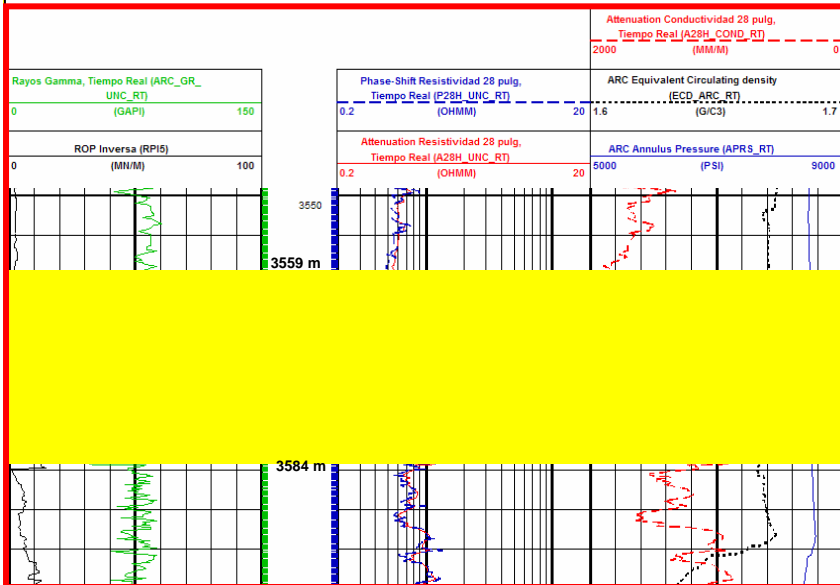 Attenuation Conductividad 28 pulg,
Tiempo Real (A28H_COND_RT)
2000 (MM/M) 0
Rayos Gamma, Tiempo Real (ARC_GR_
UNC_RT)
0 (GAPI) 150
Phase-Shift Resistividad 28 pulg,
Tiempo Real (P28H_UNC_RT)
0.2 (OHMM) 20
ARC Equivalent Circulating density
(ECD_ARC_RT)
1.6 (G/C3) 1.7
ROP Inversa (RPI5)
0 (MN/M) 100
Attenuation Resistividad 28 pulg,
Tiempo Real (A28H_UNC_RT)
0.2 (OHMM) 20
ARC Annulus Pressure (APRS_RT)
5000 (PSI) 9000
3550
3559 m
3584 m